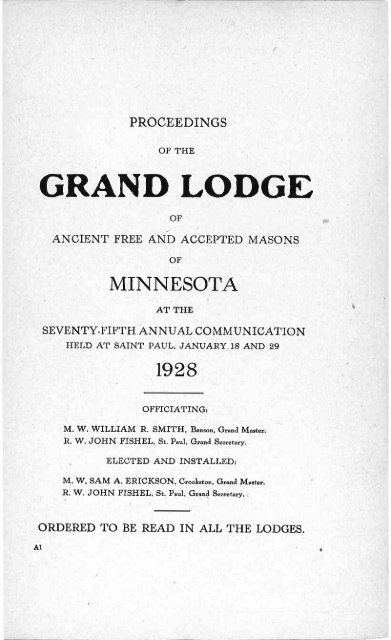 PROCEEDINGS
OF THE
GRAND LODGE
OF
ANCIENT FREE AND ACCEPTED MASONS
OF
MINNESOTA
AT THE
SEVENTY-FIFTH ANNUAL COMMUNICATION
HELD AT SAINT PAUL, JANUARY 18 AND 29
1928
OFFICIATING:
M. W. WILLIAM R. SMITH, Benson, Grand Master.
R. W. JOHN FISHEL, St. Paul, Grand Secretary.
ELECTED AND INSTALLED:
M. W. SAM A. ERICKSON, Crookston, Grand Master.
R. W. JOHN FISHEL, St. Paul, Grand Secretary.
ORDERED TO BE READ IN ALL THE LODGES.
A1